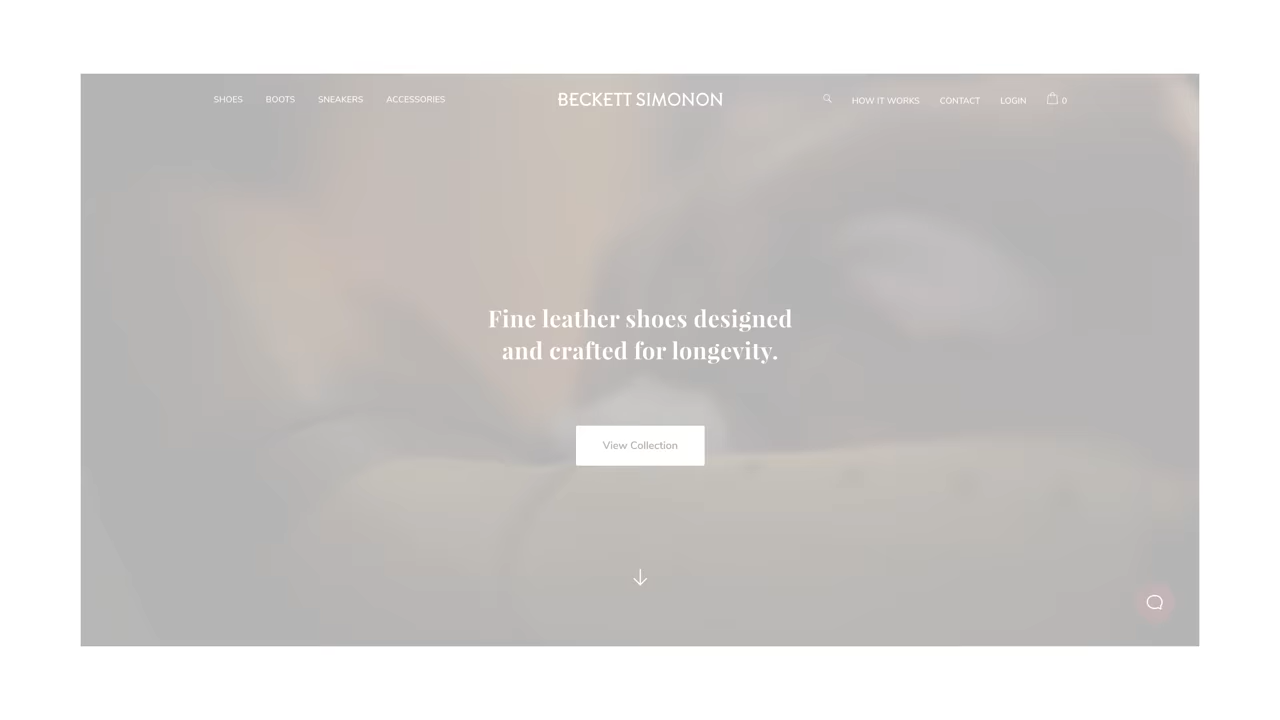 SHOES BOOTS SNEAKERS ACCESSORIES BECKETT SIMONON HOW IT WORKS CONTACT LOGIN 0
Fine leather shoes designed
and crafted for longevity.
View Collection